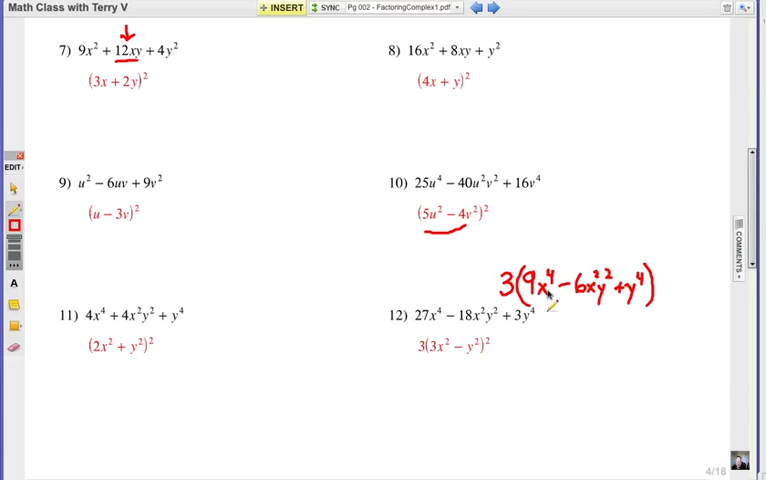 Math Class with Terry V
INSERT
SYNC
Pg 002 - FactoringComplex1.pdf
EDIT
A
COMMENTS
7) 9x² + 12xy + 4y²
(3x + 2y)²
8) 16x² + 8xy + y²
(4x + y)²
9) u² − 6uv + 9v²
(u − 3v)²
10) 25u⁴ − 40u²v² + 16v⁴
(5u² − 4v²)²
3(9x⁴ − 6x²y² + y⁴)
11) 4x⁴ + 4x²y² + y⁴
(2x² + y²)²
12) 27x⁴ − 18x²y² + 3y⁴
3(3x² − y²)²
4/18